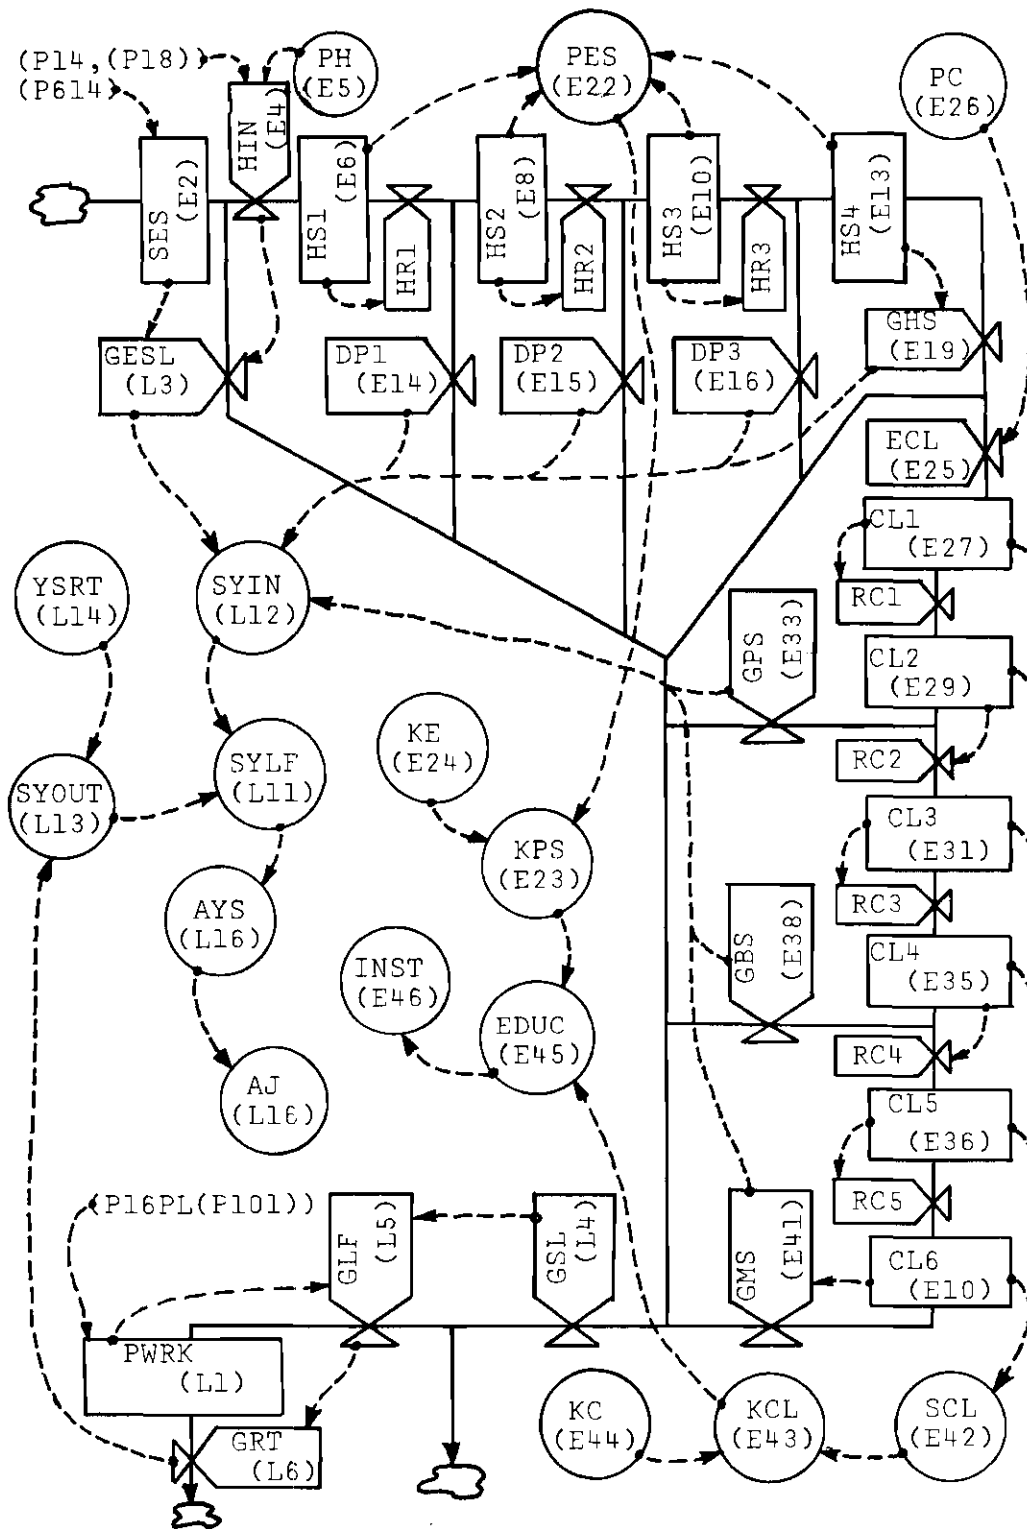 (P14,(P18))
(P614)
PH
(E5)
PES
(E22)
PC
(E26)
HIN
(E4)
SES
(E2)
HS1
(E6)
HR1
HS2
(E8)
HR2
HS3
(E10)
HR3
HS4
(E13)
GESL
(L3)
DP1
(E14)
DP2
(E15)
DP3
(E16)
GHS
(E19)
ECL
(E25)
CL1
(E27)
RC1
YSRT
(L14)
SYIN
(L12)
GPS
(E33)
CL2
(E29)
RC2
KE
(E24)
SYLF
(L11)
SYOUT
(L13)
CL3
(E31)
RC3
KPS
(E23)
AYS
(L16)
GBS
(E38)
CL4
(E35)
RC4
INST
(E46)
EDUC
(E45)
AJ
(L16)
CL5
(E36)
RC5
(P16PL(P101))
GLF
(L5)
GSL
(L4)
GMS
(E41)
CL6
(E10)
PWRK
(L1)
GRT
(L6)
KC
(E44)
KCL
(E43)
SCL
(E42)